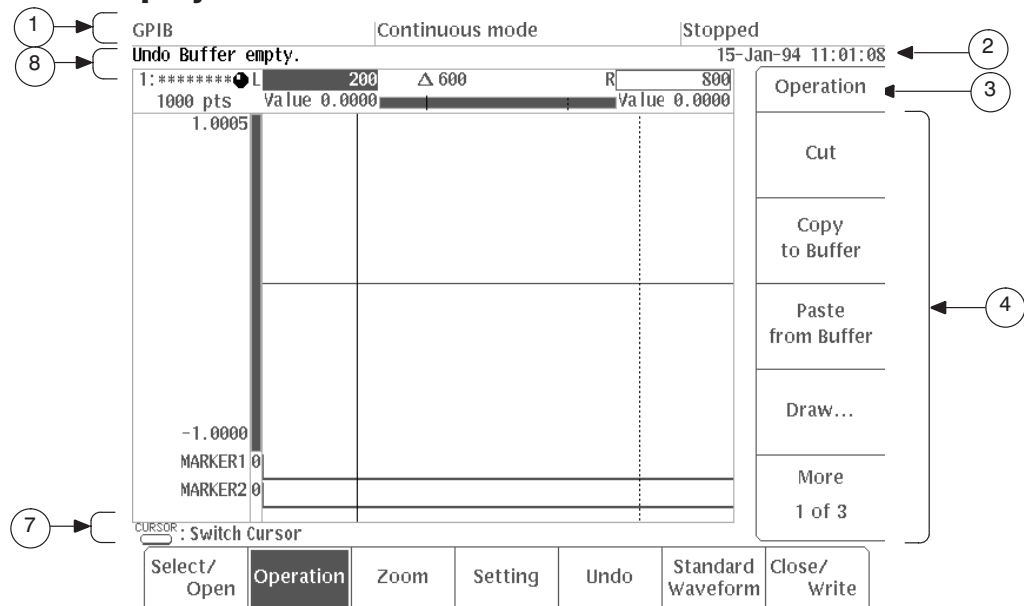 1
GPIB
Continuous mode
Stopped
8
Undo Buffer empty.
15-Jan-94 11:01:08
2
1:******** L 200 Δ 600 R 800
1000 pts Value 0.0000 Value 0.0000
Operation
3
1.0005
Cut
Copy
to Buffer
4
Paste
from Buffer
Draw...
-1.0000
MARKER1 0
MARKER2 0
More
1 of 3
7
CURSOR : Switch Cursor
Select/
Open
Operation
Zoom
Setting
Undo
Standard
Waveform
Close/
Write